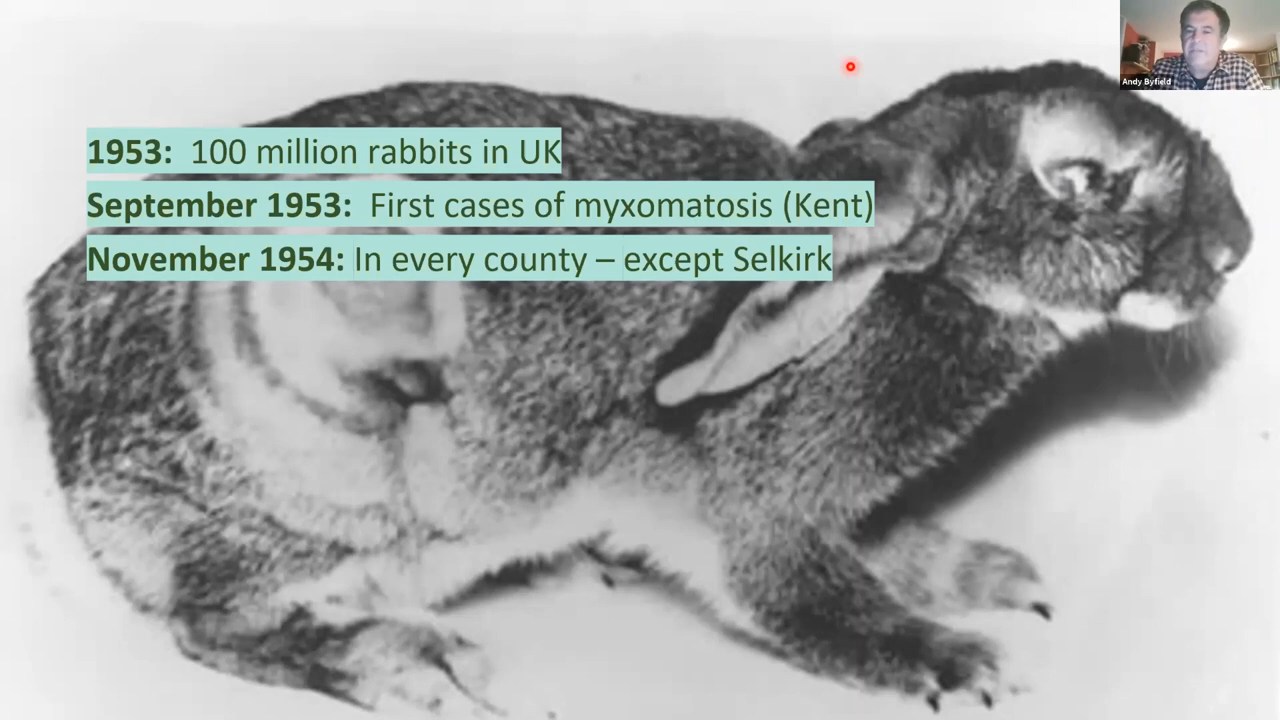 1953: 100 million rabbits in UK
September 1953: First cases of myxomatosis (Kent)
November 1954: In every county – except Selkirk
Andy Byfield